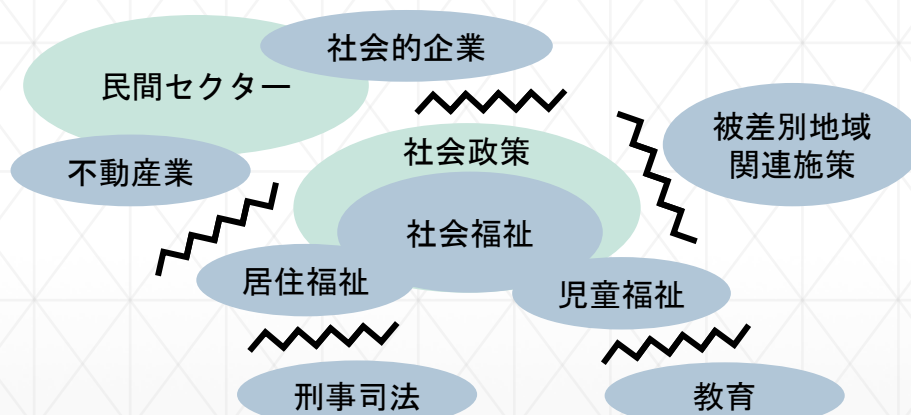 社会的企業
民間セクター
被差別地域
関連施策
社会政策
不動産業
社会福祉
居住福祉
児童福祉
刑事司法
教育